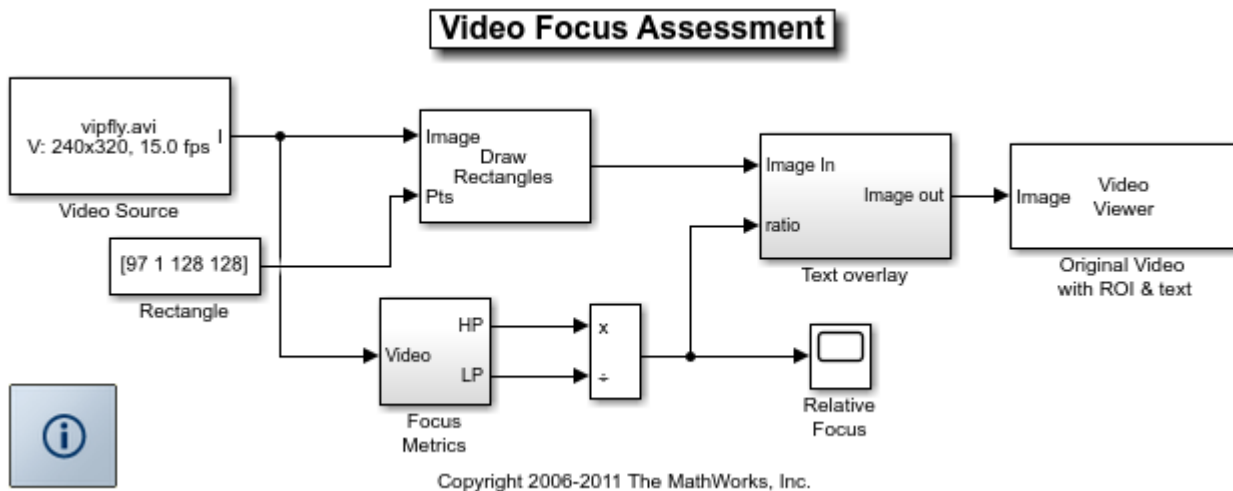 Video Focus Assessment
vipfly.avi
V: 240x320, 15.0 fps
I
Video Source
[97 1 128 128]
Rectangle
Image
Draw
Rectangles
Pts
Video
HP
LP
Focus
Metrics
x
÷
Image In
Image out
ratio
Text overlay
Image
Video
Viewer
Original Video
with ROI & text
Relative
Focus
i
Copyright 2006-2011 The MathWorks, Inc.